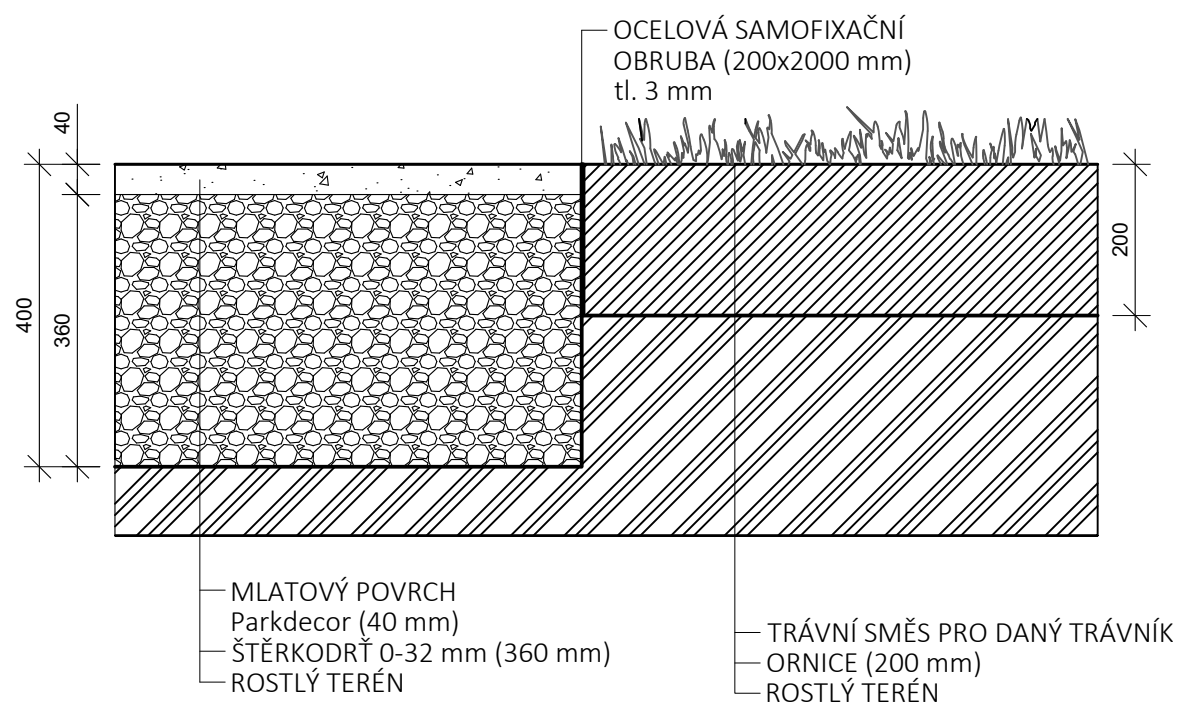 OCELOVÁ SAMOFIXAČNÍ
OBRUBA (200x2000 mm)
tl. 3 mm
40
400
360
200
MLATOVÝ POVRCH
Parkdecor (40 mm)
ŠTĚRKODRŤ 0-32 mm (360 mm)
ROSTLÝ TERÉN
TRÁVNÍ SMĚS PRO DANÝ TRÁVNÍK
ORNICE (200 mm)
ROSTLÝ TERÉN